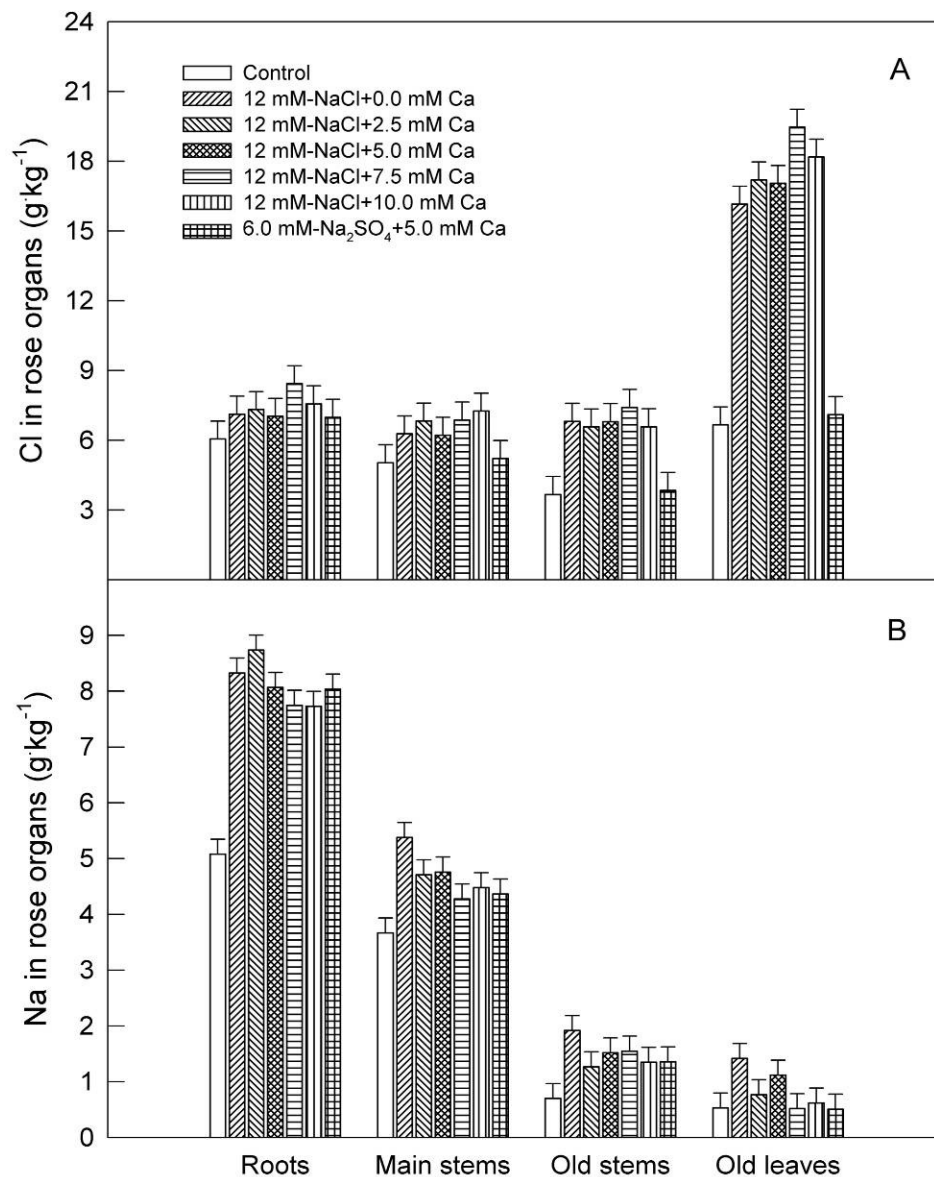 24
21
18
15
12
9
6
3
Cl in rose organs (g·kg⁻¹)
A
Control
12 mM-NaCl+0.0 mM Ca
12 mM-NaCl+2.5 mM Ca
12 mM-NaCl+5.0 mM Ca
12 mM-NaCl+7.5 mM Ca
12 mM-NaCl+10.0 mM Ca
6.0 mM-Na₂SO₄+5.0 mM Ca
B
9
8
7
6
5
4
3
2
1
0
Na in rose organs (g·kg⁻¹)
Roots Main stems Old stems Old leaves